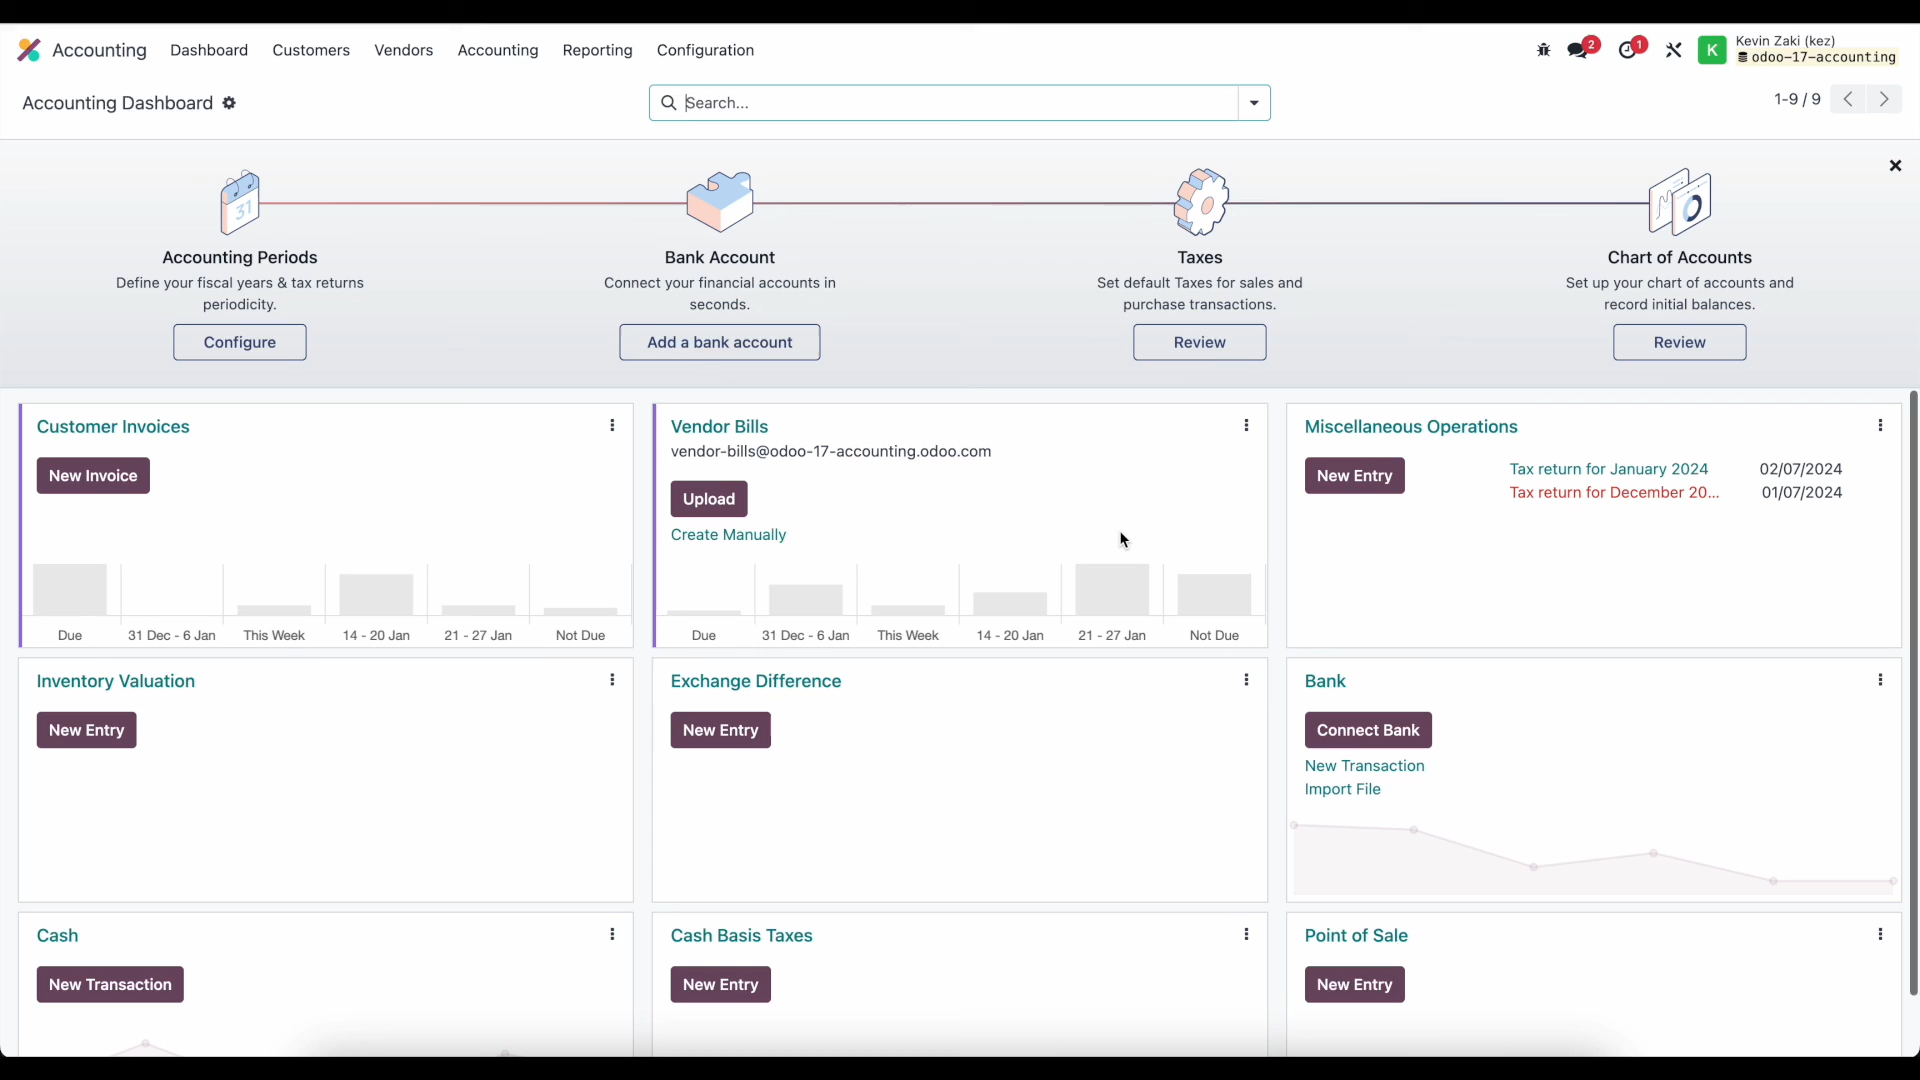 Accounting Dashboard Customers Vendors Accounting Reporting Configuration
2 1 K Kevin Zaki (kez)
odoo-17-accounting
Accounting Dashboard
Search...
1-9 / 9
31
Accounting Periods
Define your fiscal years & tax returns
periodicity.
Configure
Bank Account
Connect your financial accounts in
seconds.
Add a bank account
Taxes
Set default Taxes for sales and
purchase transactions.
Review
Chart of Accounts
Set up your chart of accounts and
record initial balances.
Review
Customer Invoices
New Invoice
Due 31 Dec - 6 Jan This Week 14 - 20 Jan 21 - 27 Jan Not Due
Vendor Bills
vendor-bills@odoo-17-accounting.odoo.com
Upload
Create Manually
Due 31 Dec - 6 Jan This Week 14 - 20 Jan 21 - 27 Jan Not Due
Miscellaneous Operations
New Entry
Tax return for January 2024 02/07/2024
Tax return for December 20... 01/07/2024
Inventory Valuation
New Entry
Exchange Difference
New Entry
Bank
Connect Bank
New Transaction
Import File
Cash
New Transaction
Cash Basis Taxes
New Entry
Point of Sale
New Entry